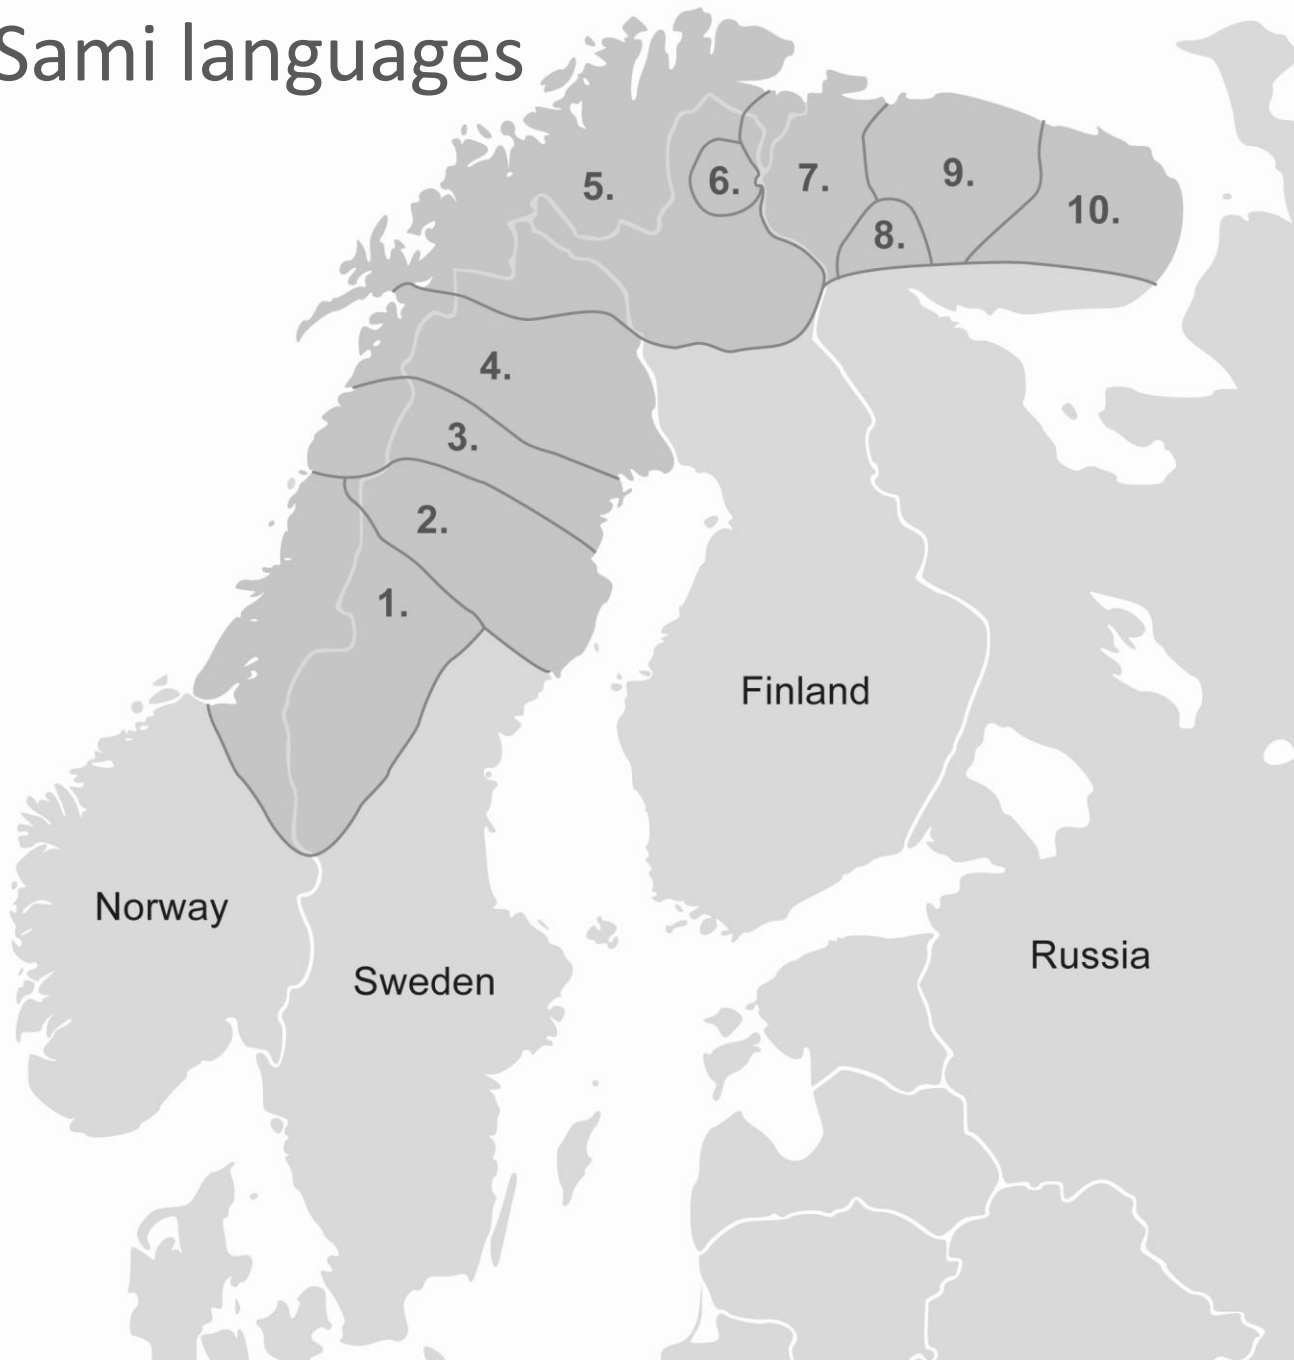 Sami languages
5.
6.
7.
9.
10.
8.
4.
3.
2.
1.
Finland
Norway
Russia
Sweden